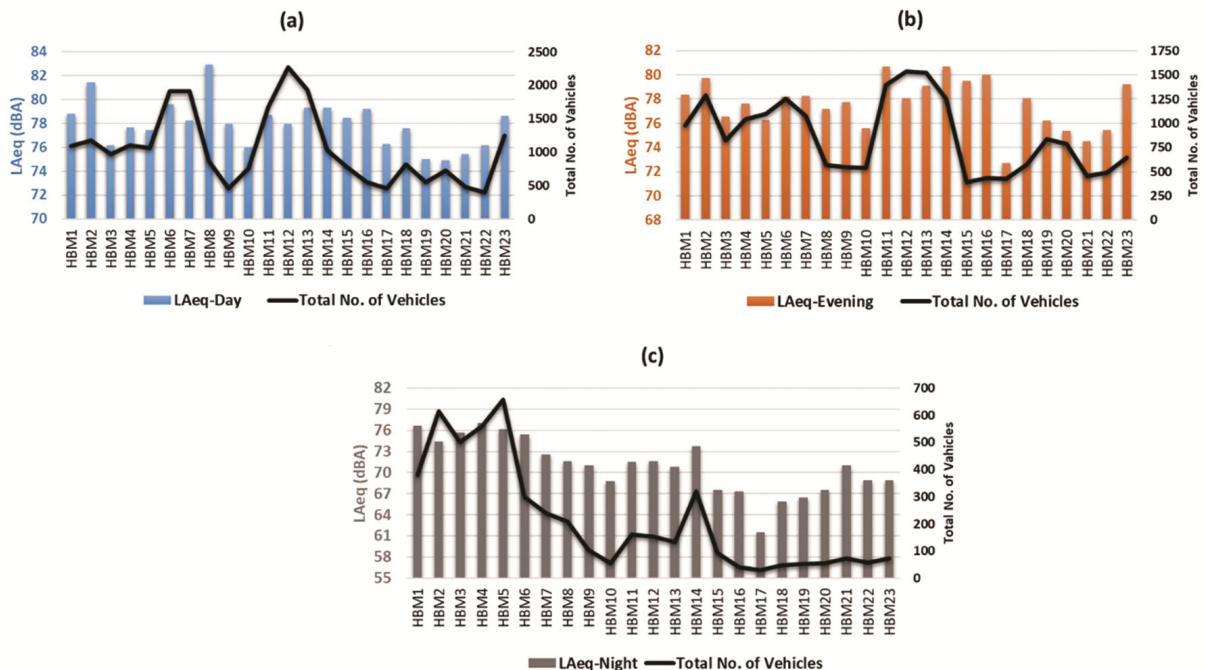 (a)
LAeq (dBA)
84
82
80
78
76
74
72
70
2500
2000
1500
1000
500
0
Total No. of Vehicles
HBM1
HBM2
HBM3
HBM4
HBM5
HBM6
HBM7
HBM8
HBM9
HBM10
HBM11
HBM12
HBM13
HBM14
HBM15
HBM16
HBM17
HBM18
HBM19
HBM20
HBM21
HBM22
HBM23
LAeq-Day
Total No. of Vehicles
(b)
LAeq (dBA)
82
80
78
76
74
72
70
68
1750
1500
1250
1000
750
500
250
0
Total No. of Vehicles
HBM1
HBM2
HBM3
HBM4
HBM5
HBM6
HBM7
HBM8
HBM9
HBM10
HBM11
HBM12
HBM13
HBM14
HBM15
HBM16
HBM17
HBM18
HBM19
HBM20
HBM21
HBM22
HBM23
LAeq-Evening
Total No. of Vehicles
(c)
LAeq (dBA)
82
79
76
73
70
67
64
61
58
55
700
600
500
400
300
200
100
0
Total No. of Vehicles
HBM1
HBM2
HBM3
HBM4
HBM5
HBM6
HBM7
HBM8
HBM9
HBM10
HBM11
HBM12
HBM13
HBM14
HBM15
HBM16
HBM17
HBM18
HBM19
HBM20
HBM21
HBM22
HBM23
LAeq-Night
Total No. of Vehicles